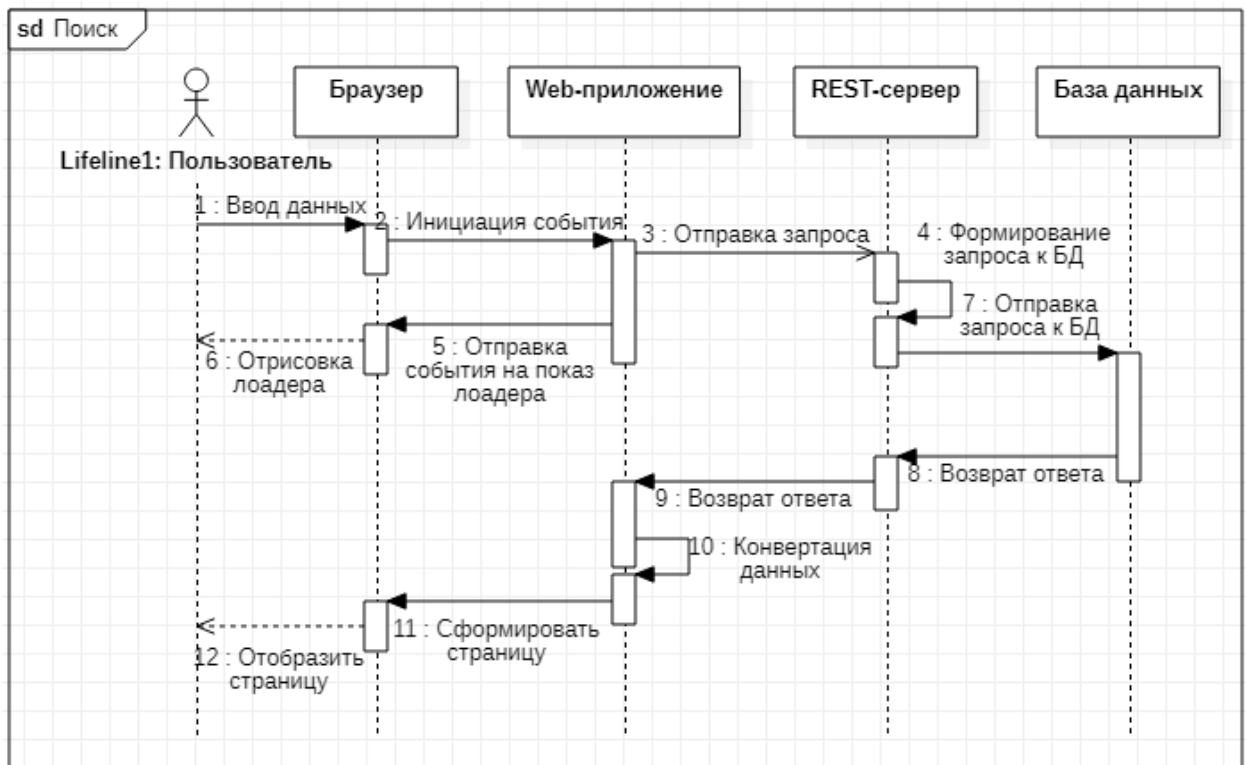 sd Поиск
Браузер
Web-приложение
REST-сервер
База данных
Lifeline1: Пользователь
1 : Ввод данных
2 : Инициация события
3 : Отправка запроса
4 : Формирование
запроса к БД
7 : Отправка
запроса к БД
5 : Отправка
события на показ
лоадера
6 : Отрисовка
лоадера
8 : Возврат ответа
9 : Возврат ответа
10 : Конвертация
данных
11 : Сформировать
страницу
12 : Отобразить
страницу